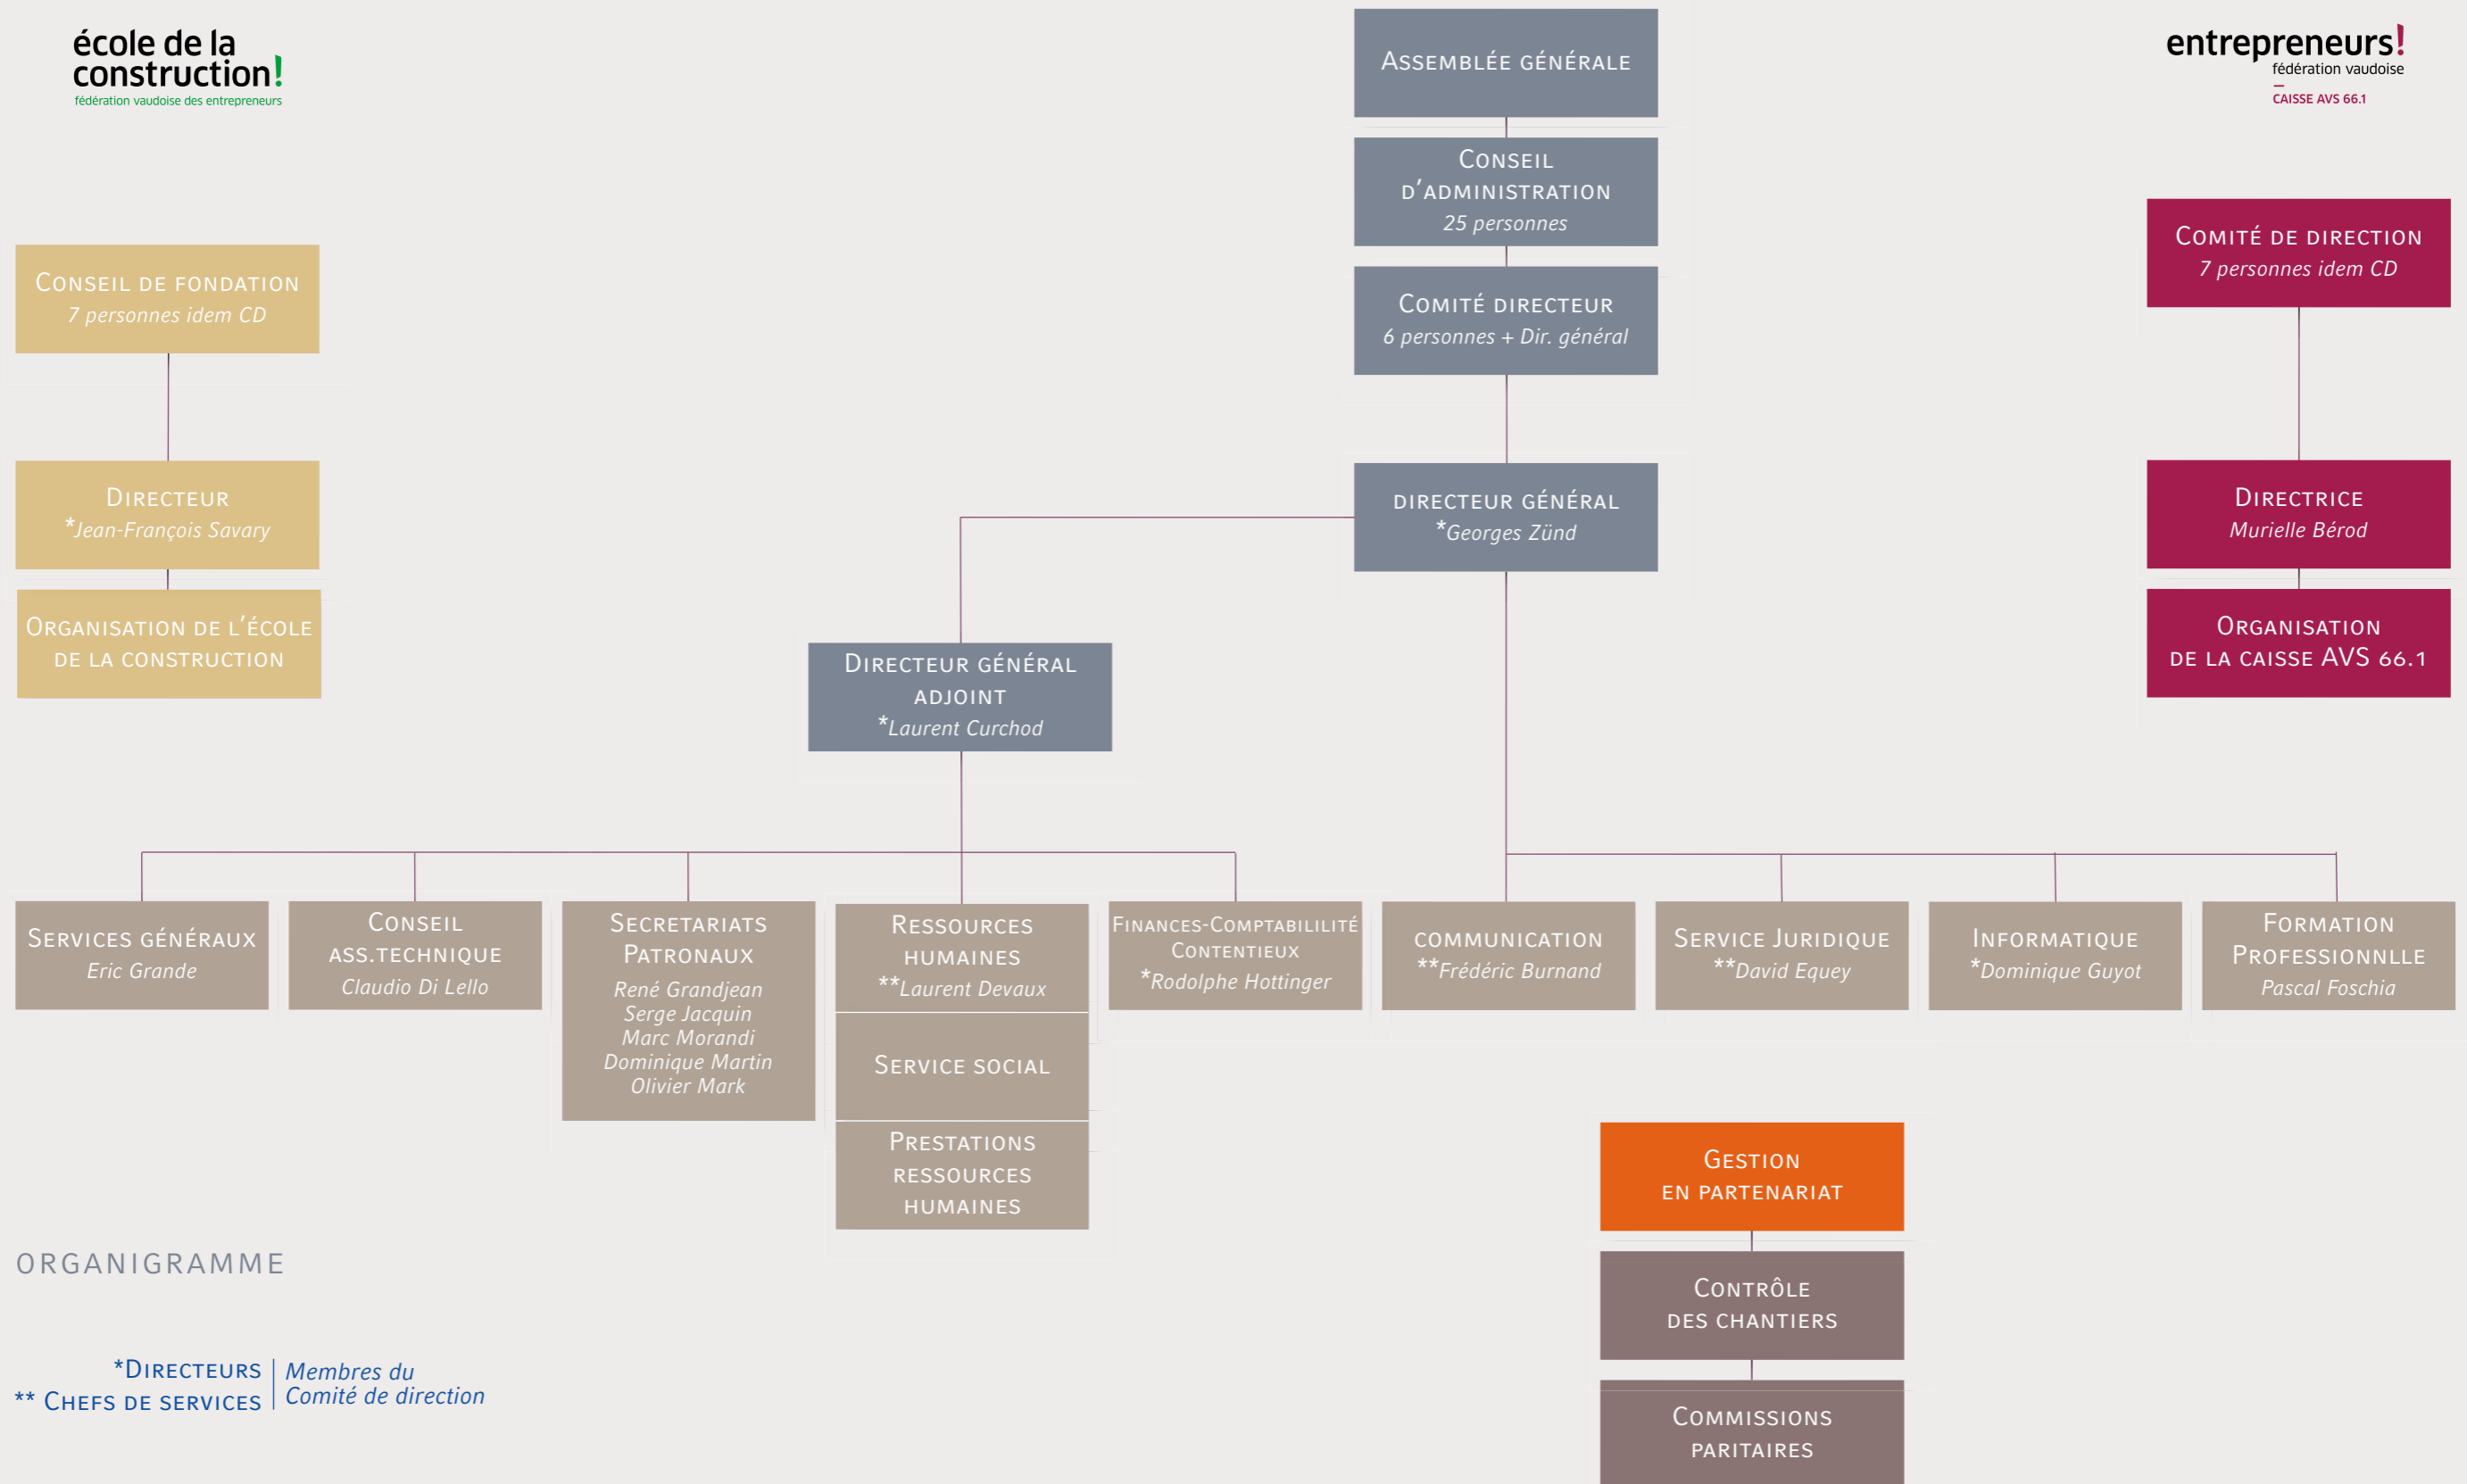 école de la
construction!
fédération vaudoise des entrepreneurs
entrepreneurs!
fédération vaudoise
CAISSE AVS 66.1
Assemblée générale
Conseil
d'administration
25 personnes
Comité directeur
6 personnes + Dir. général
directeur général
*Georges Zünd
Directeur général
adjoint
*Laurent Curchod
Conseil de fondation
7 personnes idem CD
Directeur
*Jean-François Savary
Organisation de l'école
de la construction
Comité de direction
7 personnes idem CD
Directrice
Murielle Bérod
Organisation
de la caisse AVS 66.1
Services généraux
Eric Grande
Conseil
ass.technique
Claudio Di Lello
Secretariats
Patronaux
René Grandjean
Serge Jacquin
Marc Morandi
Dominique Martin
Olivier Mark
Ressources
humaines
**Laurent Devaux
Service social
Prestations
ressources
humaines
Finances-Comptabililité
Contentieux
*Rodolphe Hottinger
communication
**Frédéric Burnand
Service Juridique
**David Equey
Informatique
*Dominique Guyot
Formation
Professionnlle
Pascal Foschia
Gestion
en partenariat
Contrôle
des chantiers
Commissions
paritaires
ORGANIGRAMME
*Directeurs
** Chefs de services
Membres du
Comité de direction